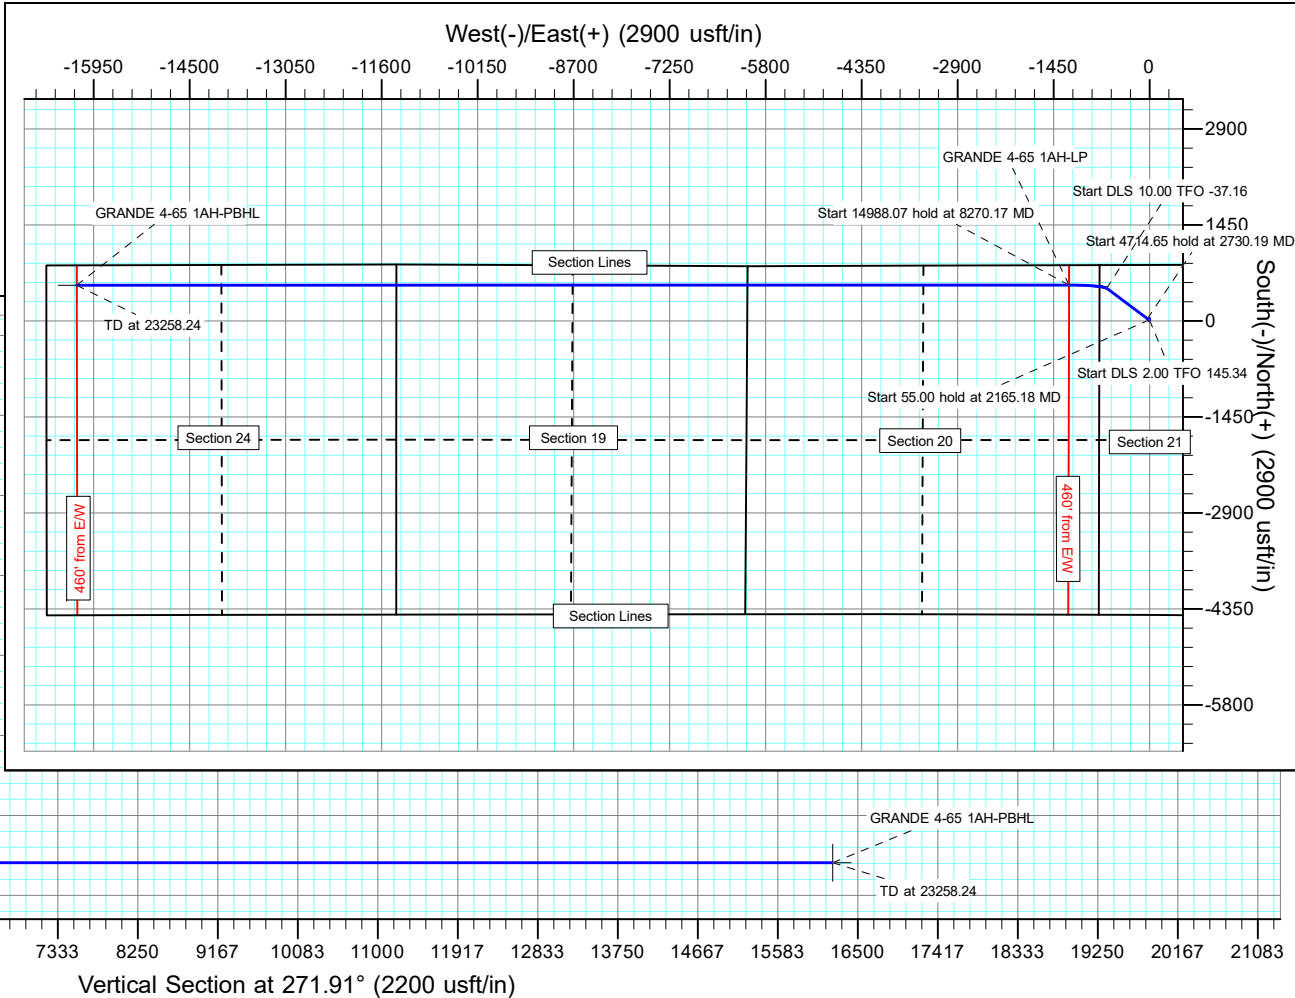 West(-)/East(+) (2900 usft/in)
-15950 -14500 -13050 -11600 -10150 -8700 -7250 -5800 -4350 -2900 -1450 0
2900
GRANDE 4-65 1AH-LP
Start DLS 10.00 TFO -37.16
GRANDE 4-65 1AH-PBHL
Start 14988.07 hold at 8270.17 MD
1450
Start 4714.65 hold at 2730.19 MD
Section Lines
TD at 23258.24
0
South(-)/North(+) (2900 usft/in)
Start DLS 2.00 TFO 145.34
Start 55.00 hold at 2165.18 MD
-1450
Section 24
Section 19
Section 20
Section 21
460' from E/W
460' from E/W
-2900
-4350
Section Lines
-5800
GRANDE 4-65 1AH-PBHL
TD at 23258.24
7333 8250 9167 10083 11000 11917 12833 13750 14667 15583 16500 17417 18333 19250 20167 21083
Vertical Section at 271.91° (2200 usft/in)